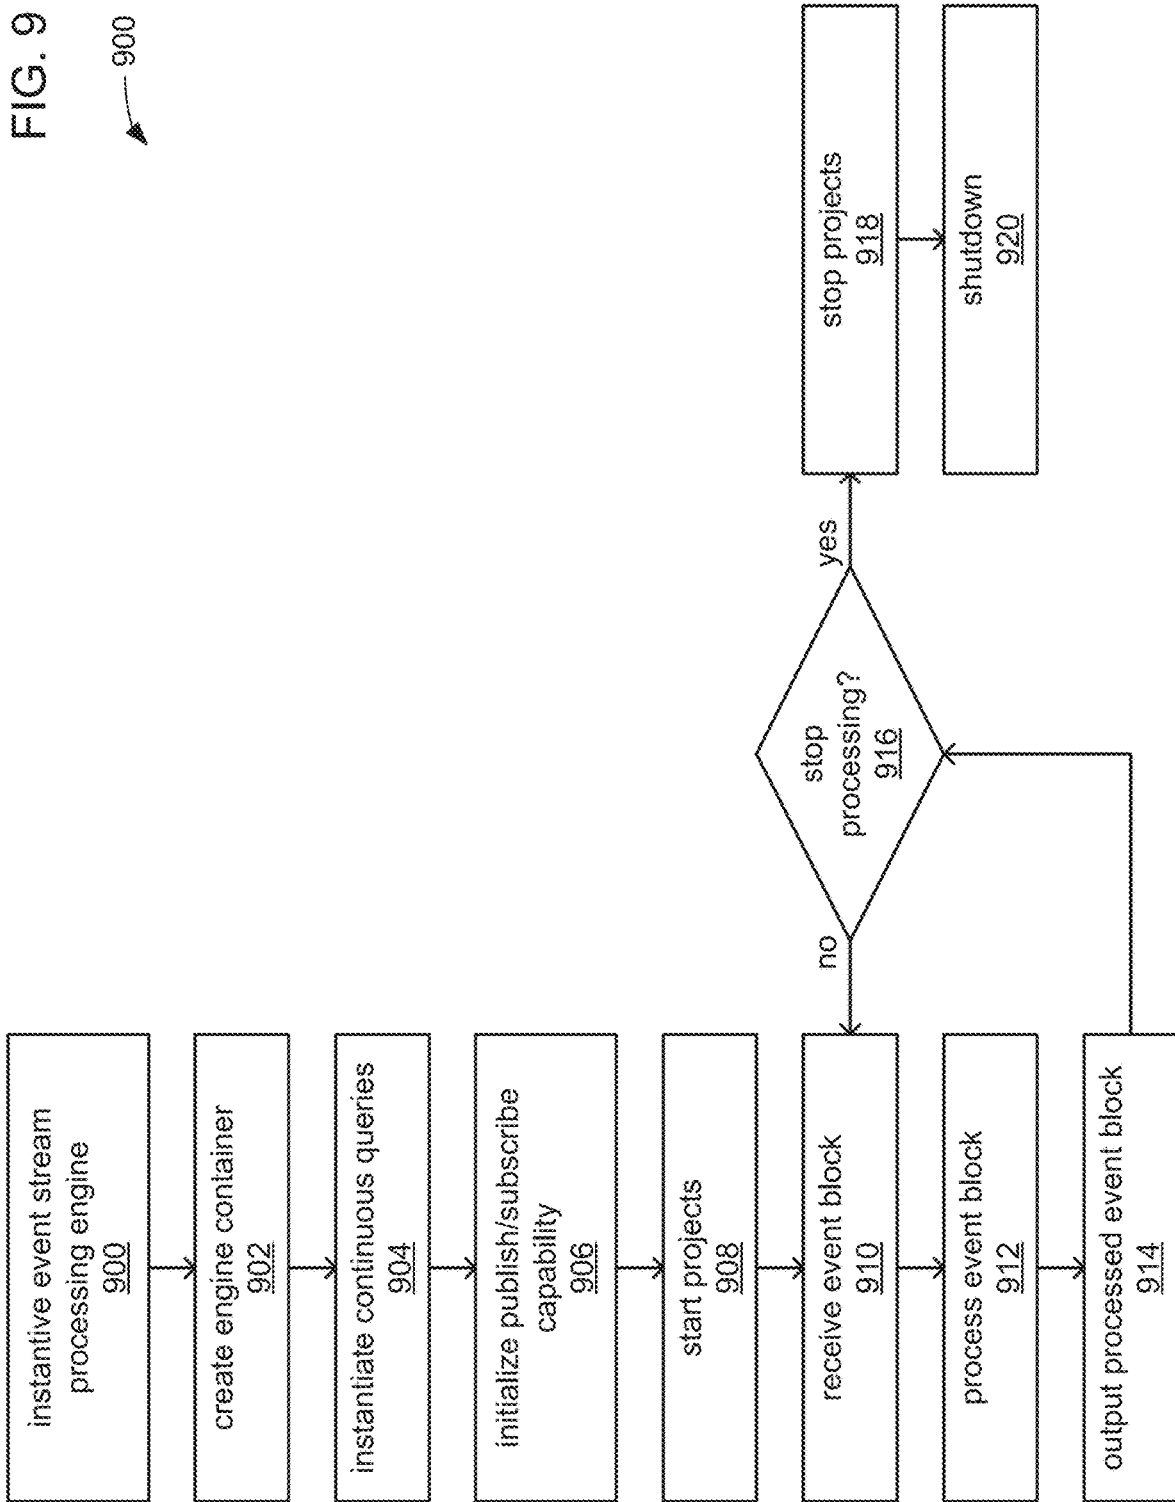 FIG. 9
900
instantive event stream
processing engine
900
create engine container
902
instantiate continuous queries
904
initialize publish/subscribe
capability
906
start projects
908
receive event block
910
process event block
912
output processed event block
914
stop
processing?
916
no
yes
stop projects
918
shutdown
920